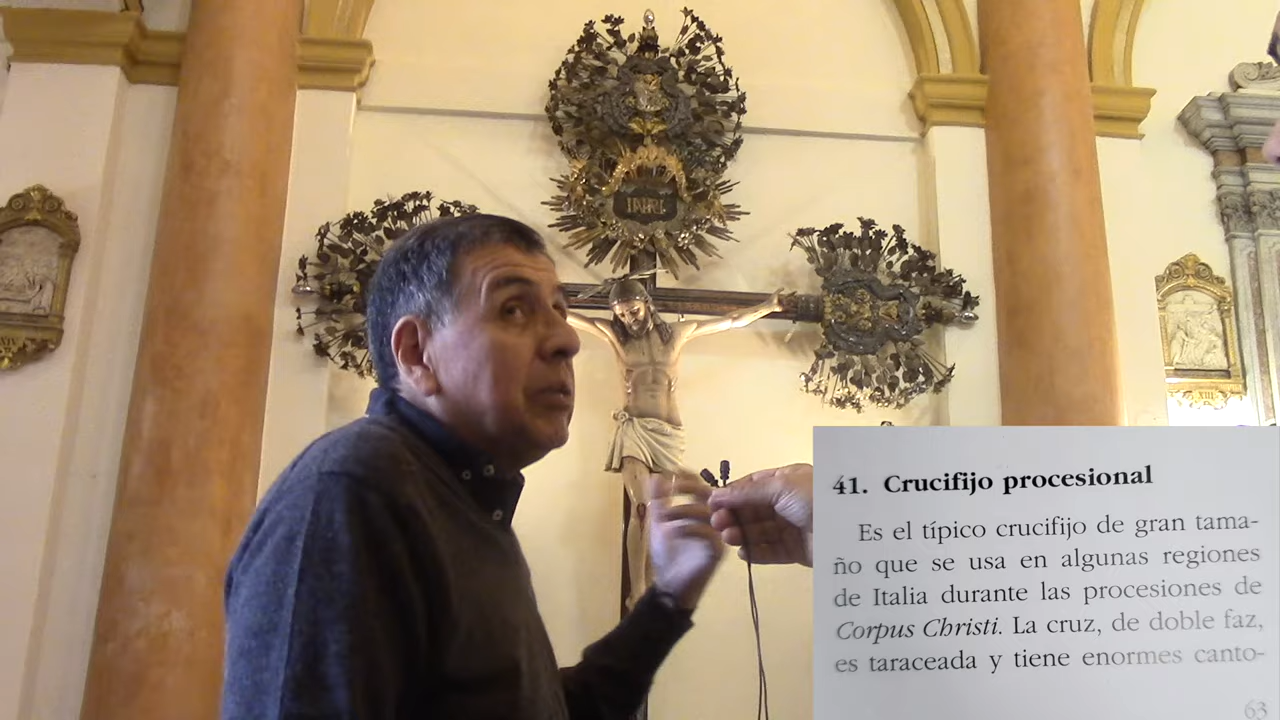 INRI
XIII
41. Crucifijo procesional
Es el típico crucifijo de gran tama-
ño que se usa en algunas regiones
de Italia durante las procesiones de
Corpus Christi. La cruz, de doble faz,
es taraceada y tiene enormes canto-
63